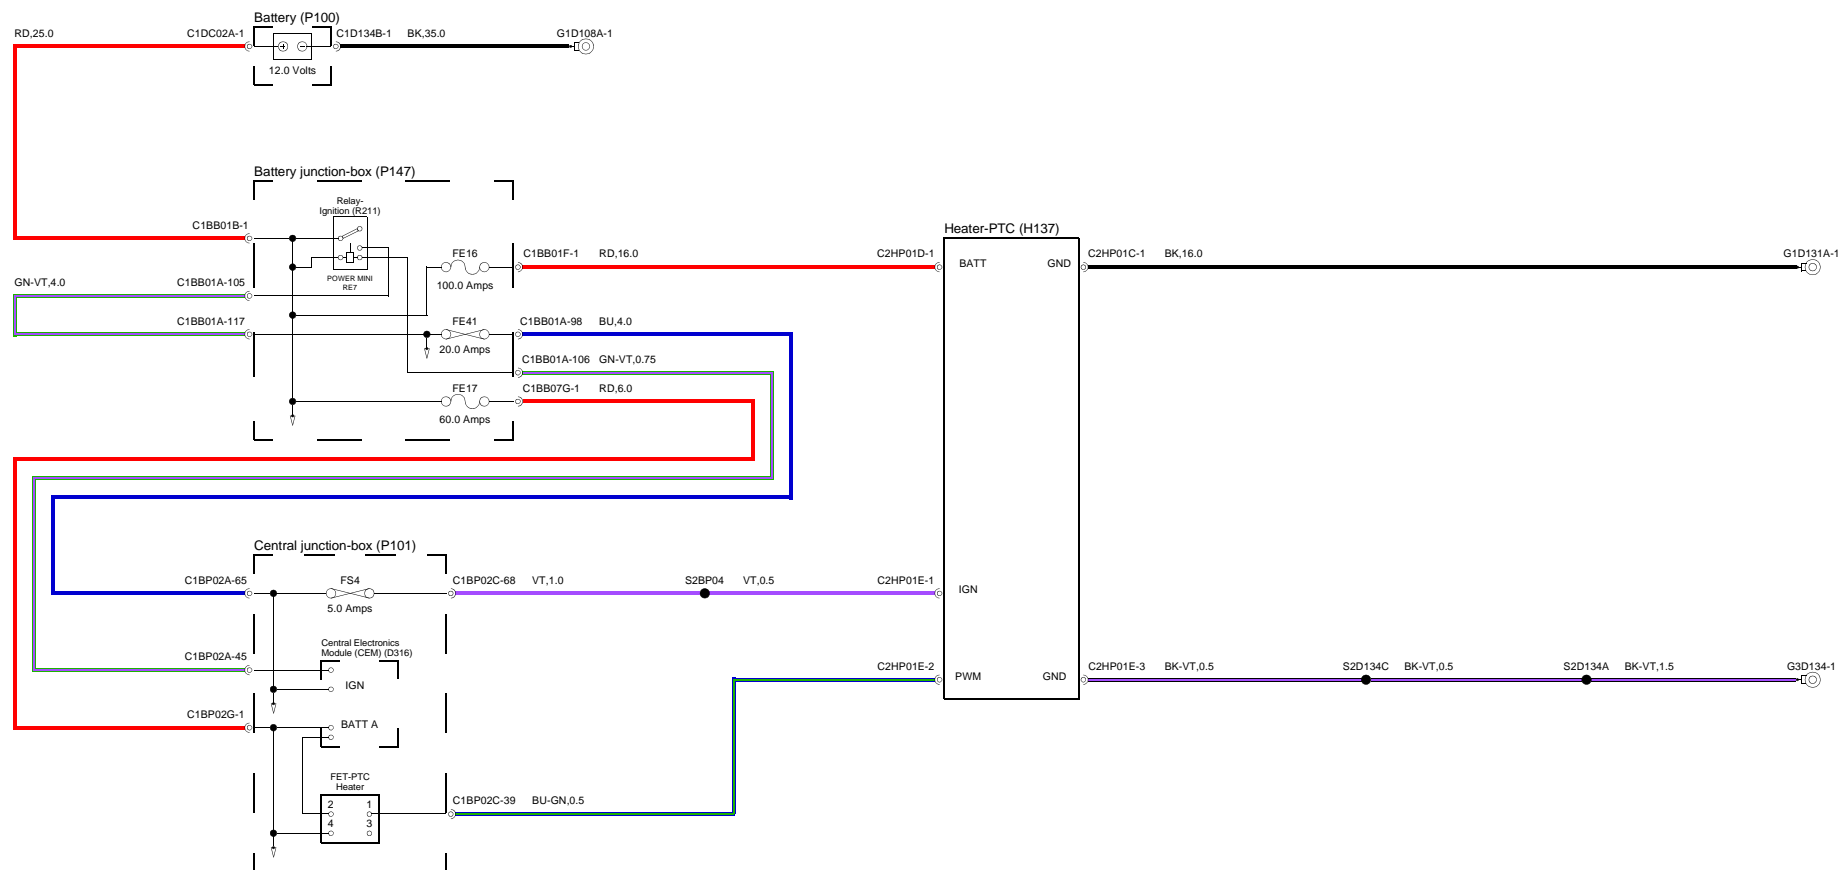 Battery (P100)
RD,25.0
C1DC02A-1
C1D134B-1
BK,35.0
G1D108A-1
12.0 Volts
Battery junction-box (P147)
Relay-
Ignition (R211)
C1BB01B-1
POWER MINI
RE7
FE16
100.0 Amps
C1BB01F-1
RD,16.0
C2HP01D-1
GN-VT,4.0
C1BB01A-105
C1BB01A-117
FE41
20.0 Amps
C1BB01A-98
BU,4.0
C1BB01A-106
GN-VT,0.75
FE17
60.0 Amps
C1BB07G-1
RD,6.0
Heater-PTC (H137)
BATT
GND
C2HP01C-1
BK,16.0
G1D131A-1
Central junction-box (P101)
C1BP02A-65
FS4
5.0 Amps
C1BP02C-68
VT,1.0
S2BP04
VT,0.5
C2HP01E-1
IGN
Central Electronics
Module (CEM) (D316)
C1BP02A-45
IGN
C2HP01E-2
PWM
GND
C2HP01E-3
BK-VT,0.5
S2D134C
BK-VT,0.5
S2D134A
BK-VT,1.5
G3D134-1
C1BP02G-1
BATT A
FET-PTC
Heater
2 1
4 3
C1BP02C-39
BU-GN,0.5